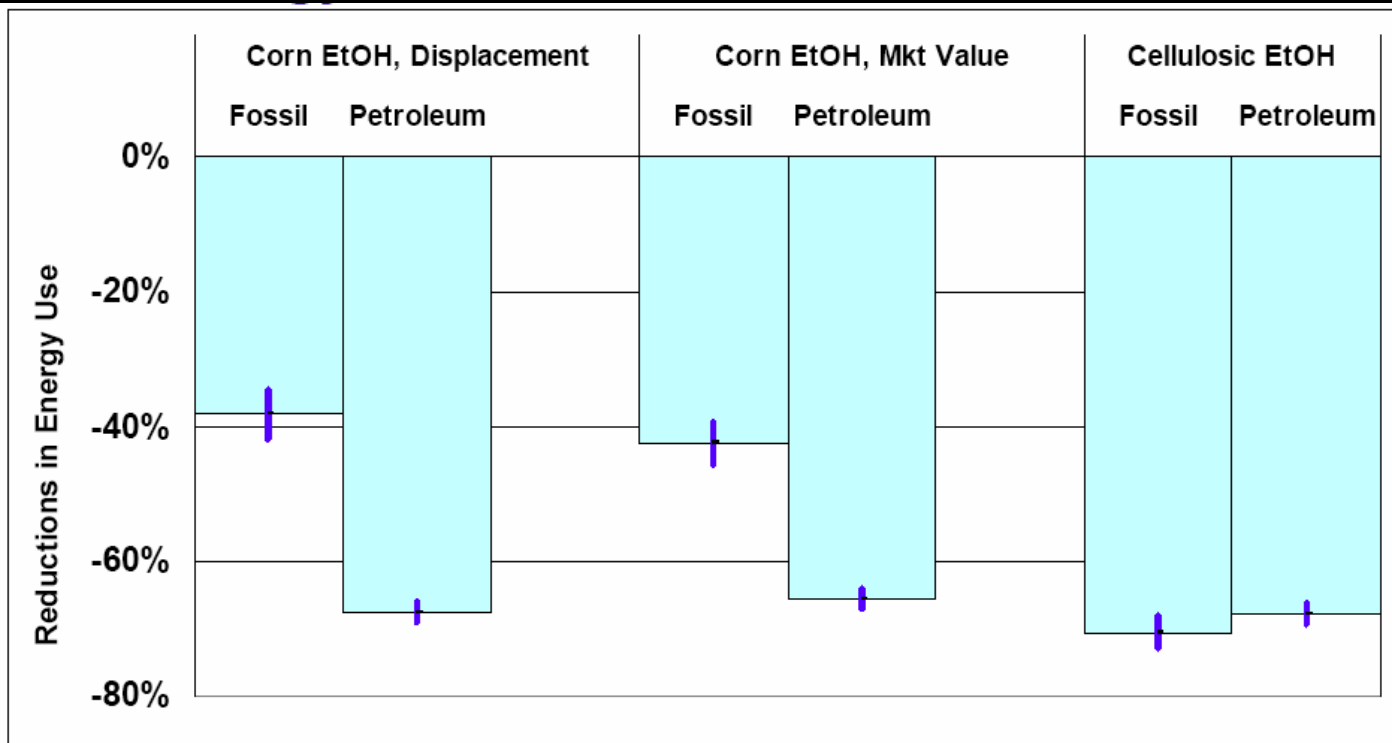 Corn EtOH, Displacement
Corn EtOH, Mkt Value
Cellulosic EtOH
Fossil Petroleum
Fossil Petroleum
Fossil Petroleum
0%
-20%
-40%
-60%
-80%
Reductions in Energy Use